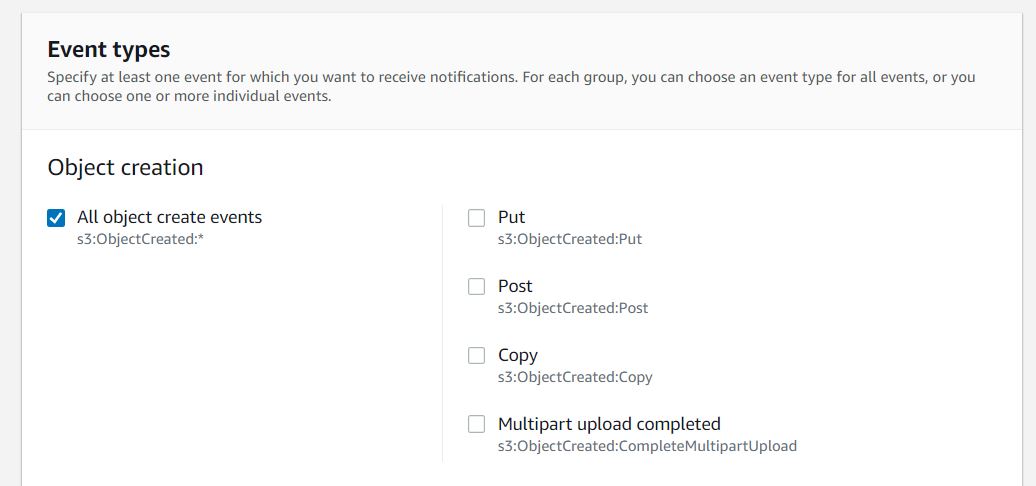 Event types
Specify at least one event for which you want to receive notifications. For each group, you can choose an event type for all events, or you
can choose one or more individual events.
Object creation
All object create events
s3:ObjectCreated:*
Put
s3:ObjectCreated:Put
Post
s3:ObjectCreated:Post
Copy
s3:ObjectCreated:Copy
Multipart upload completed
s3:ObjectCreated:CompleteMultipartUpload